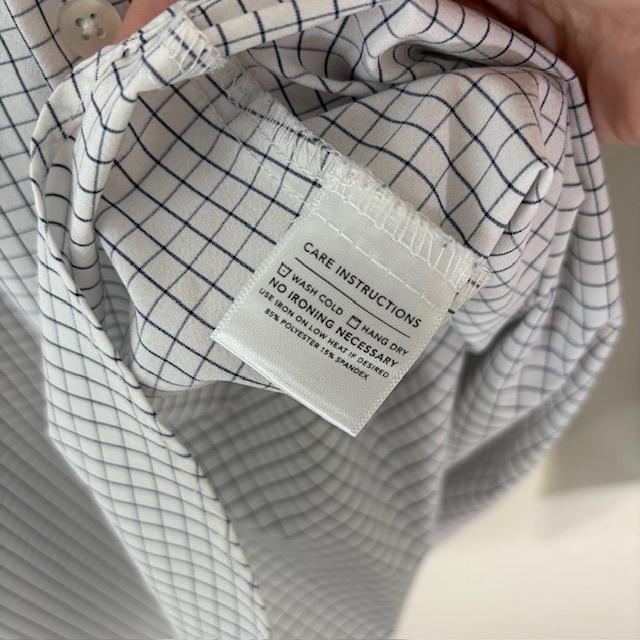 CARE INSTRUCTIONS
WASH COLD HANG DRY
NO IRONING NECESSARY
USE IRON ON LOW HEAT IF DESIRED
85% POLYESTER 15% SPANDEX